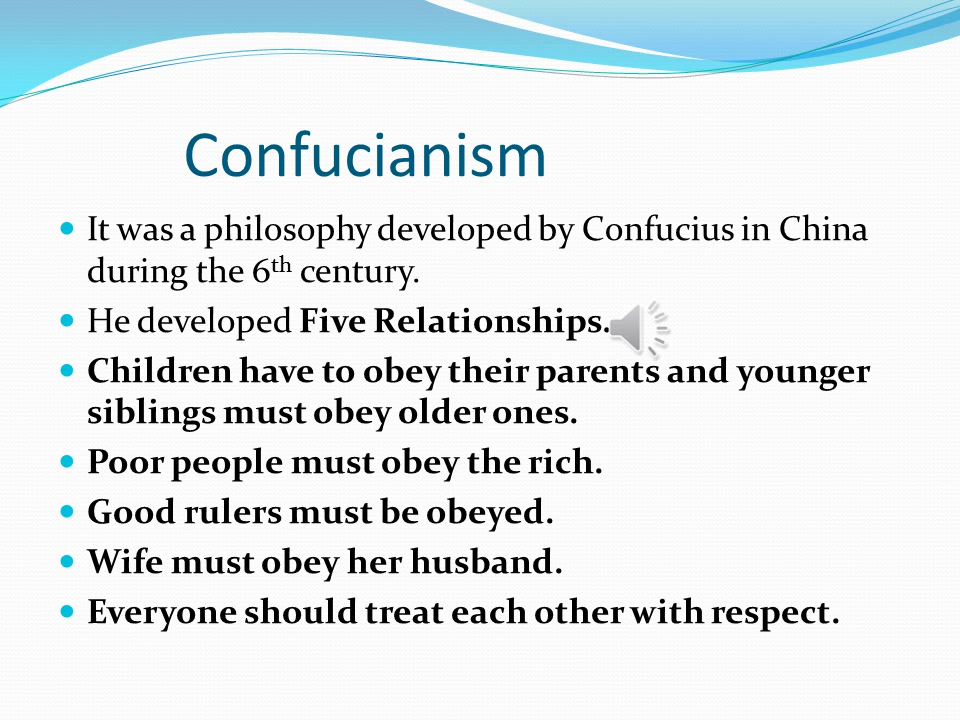 Confucianism
• It was a philosophy developed by Confucius in China
during the 6th century.
• He developed Five Relationships.
• Children have to obey their parents and younger
siblings must obey older ones.
• Poor people must obey the rich.
• Good rulers must be obeyed.
• Wife must obey her husband.
• Everyone should treat each other with respect.